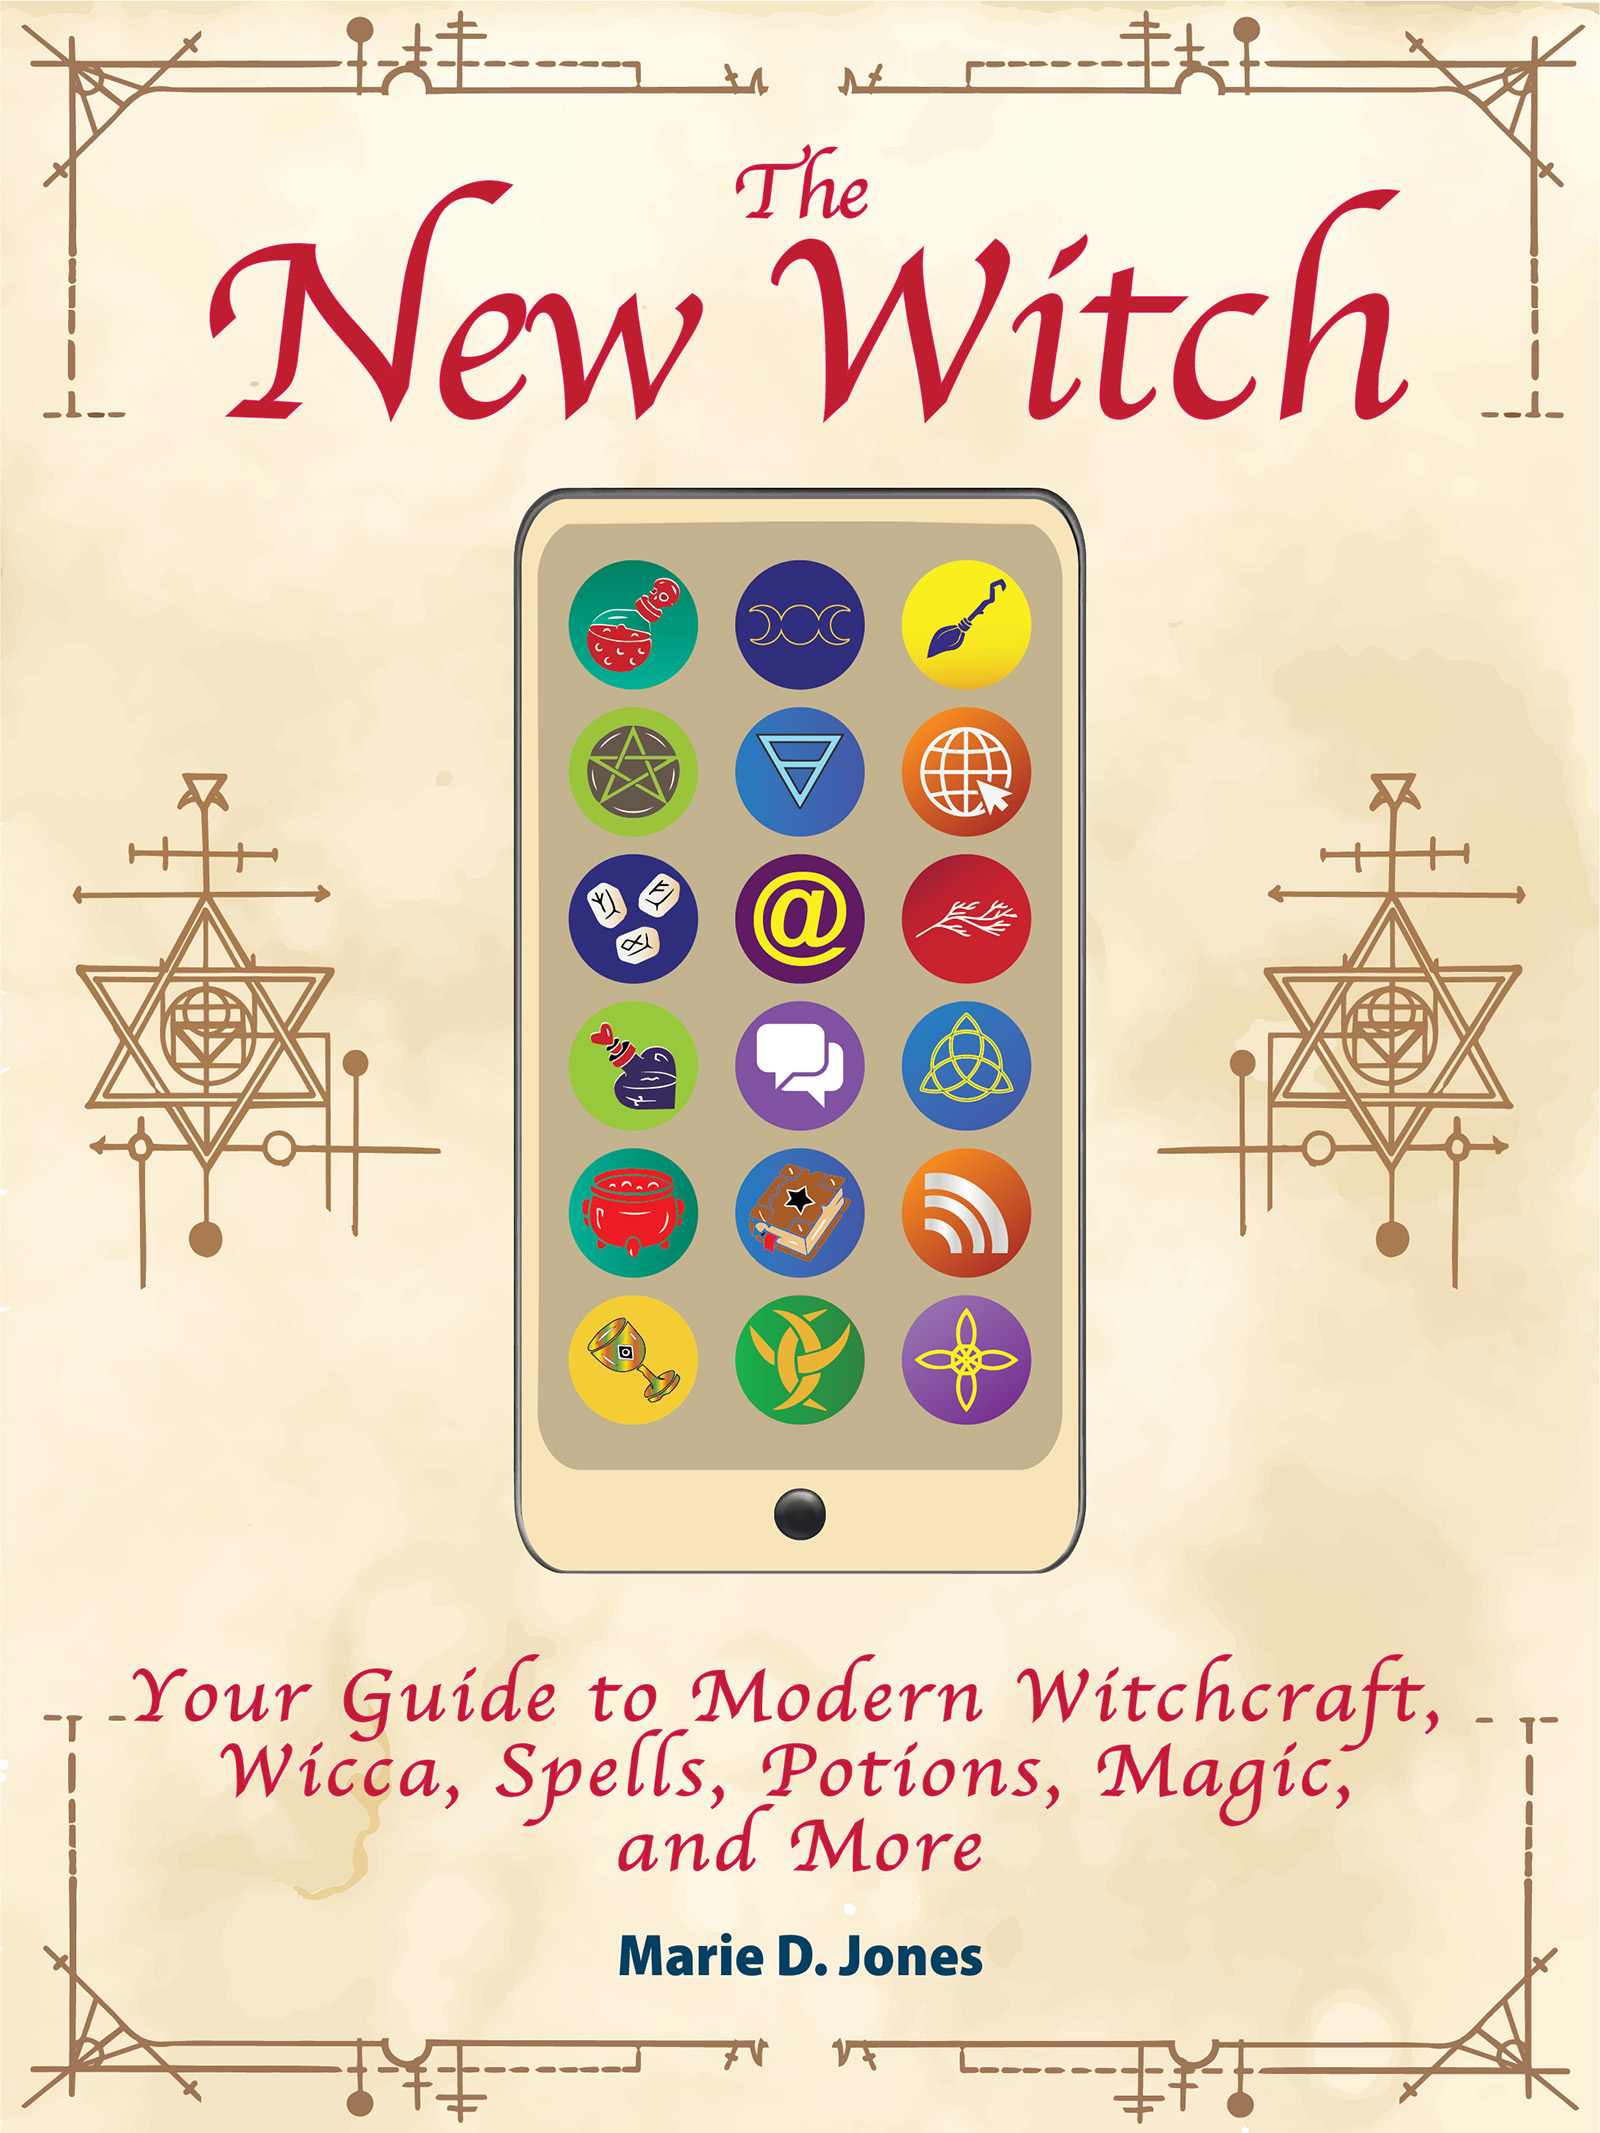 The
New Witch
@
Your Guide to Modern Witchcraft,
Wicca, Spells, Potions, Magic,
and More
Marie D. Jones